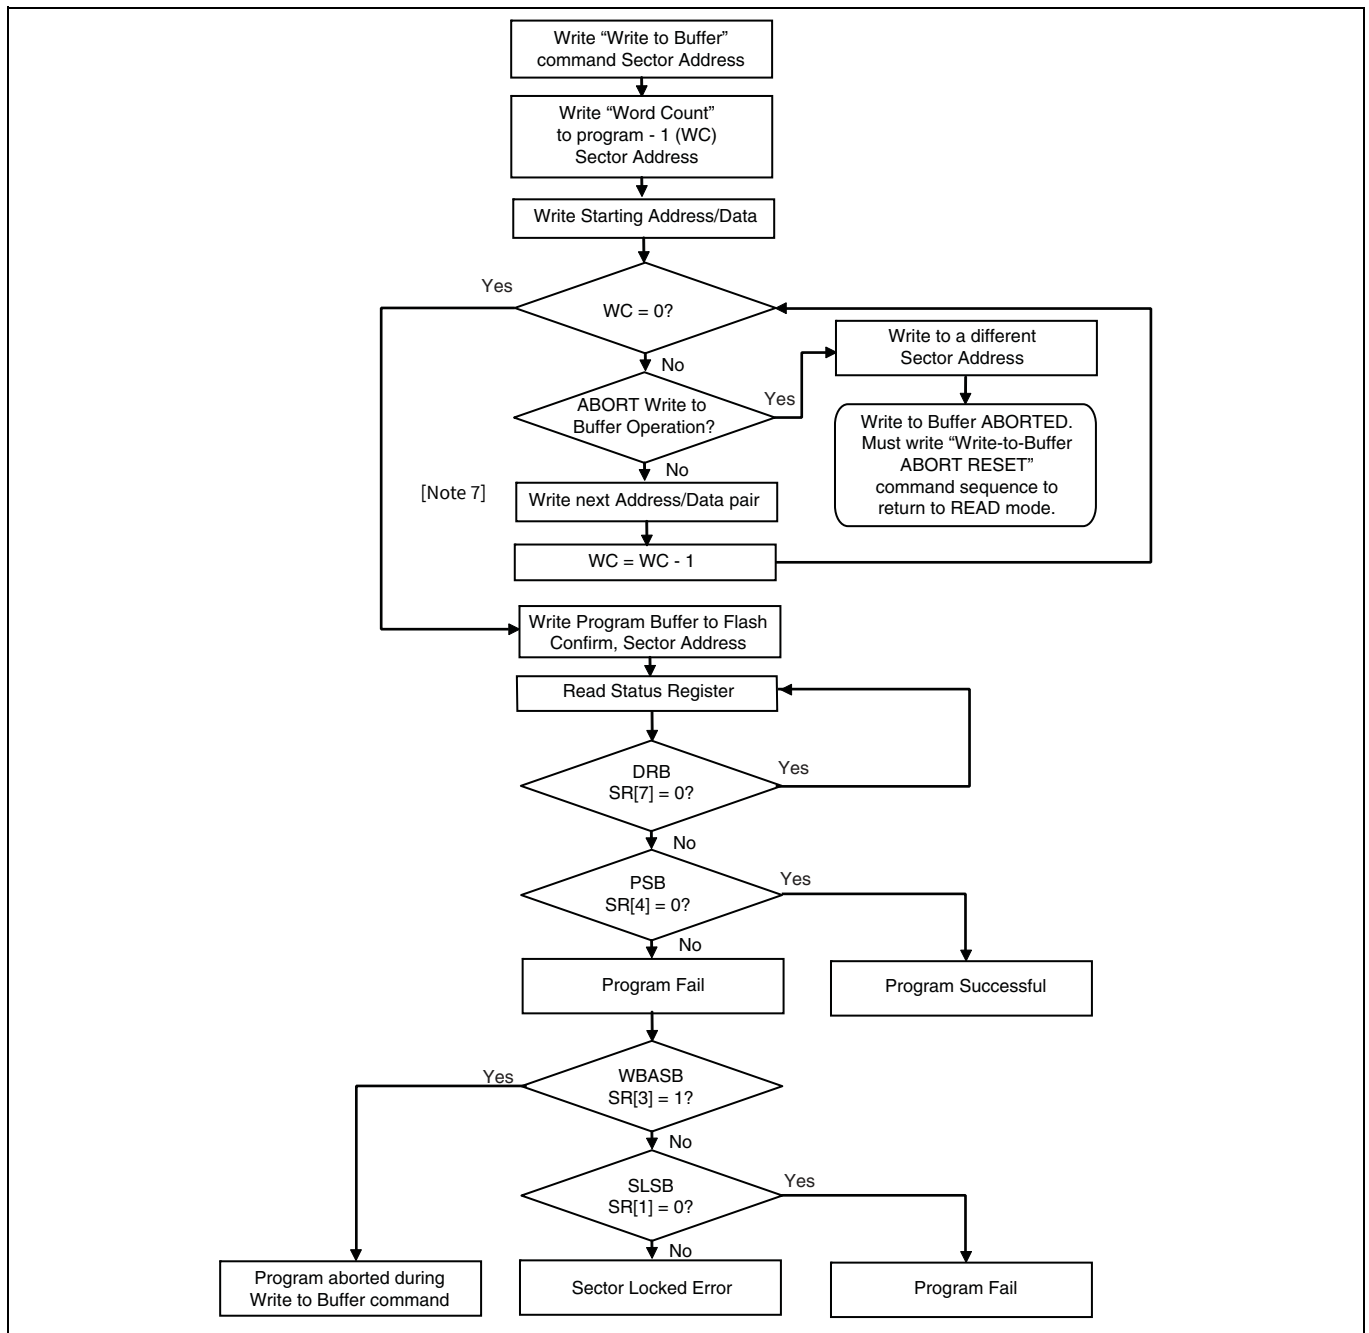 Write “Write to Buffer”
command Sector Address
Write “Word Count”
to program - 1 (WC)
Sector Address
Write Starting Address/Data
Yes
WC = 0?
No
Write to a different
Sector Address
ABORT Write to
Buffer Operation?
Yes
Write to Buffer ABORTED.
Must write “Write-to-Buffer
ABORT RESET”
command sequence to
return to READ mode.
No
[Note 7]
Write next Address/Data pair
WC = WC - 1
Write Program Buffer to Flash
Confirm, Sector Address
Read Status Register
DRB
SR[7] = 0?
Yes
No
PSB
SR[4] = 0?
Yes
No
Program Fail
Program Successful
Yes
WBASB
SR[3] = 1?
No
SLSB
SR[1] = 0?
Yes
No
Program aborted during
Write to Buffer command
Sector Locked Error
Program Fail